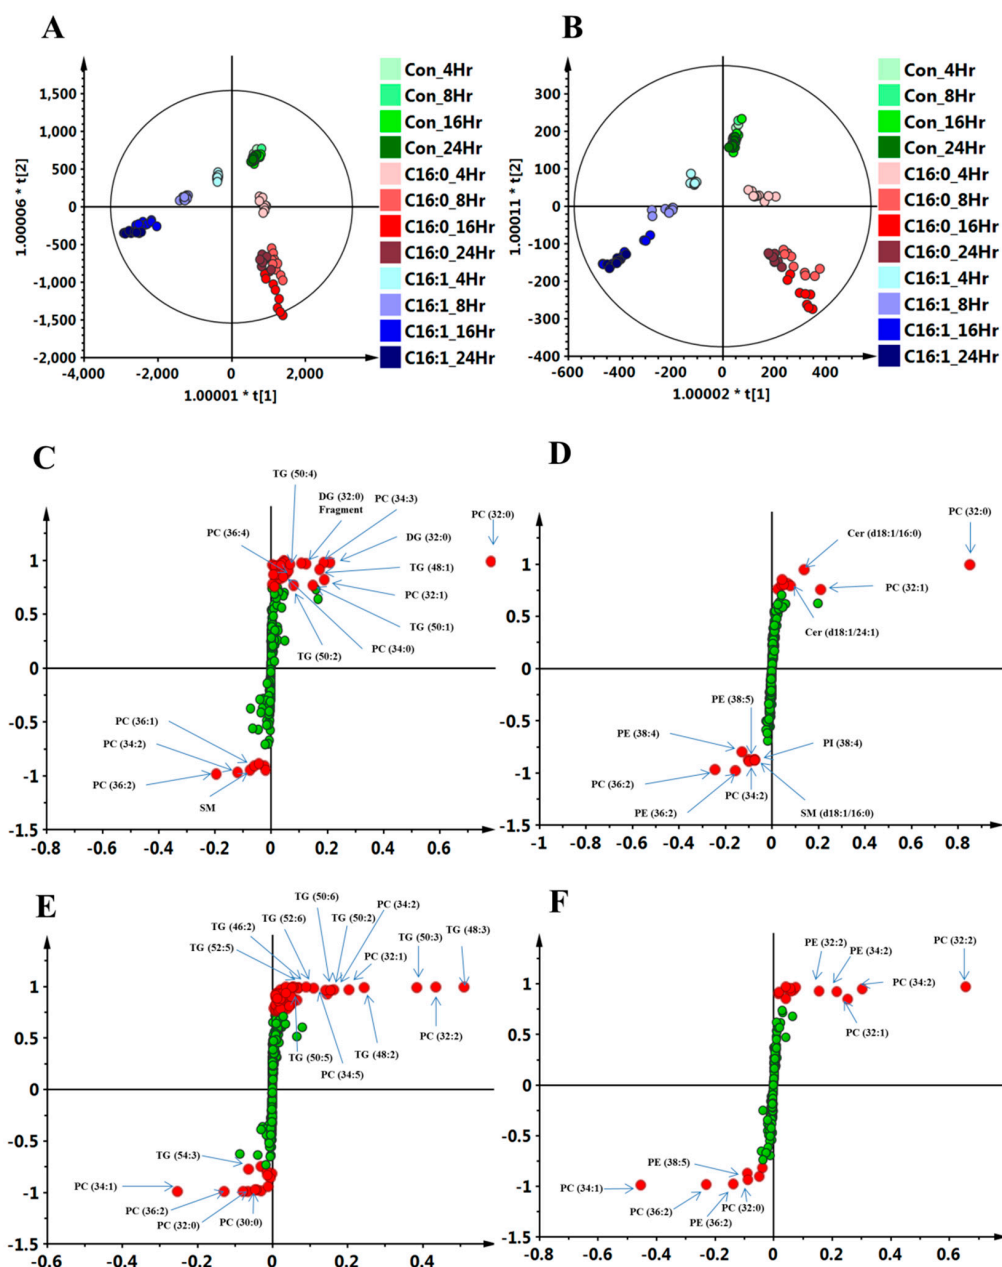 A
1,500
1,000
500
0
-500
-1,000
-1,500
-2,000
-4,000
-2,000
0
2,000
1.00006 * t[2]
1.00001 * t[1]
Con_4Hr
Con_8Hr
Con_16Hr
Con_24Hr
C16:0_4Hr
C16:0_8Hr
C16:0_16Hr
C16:0_24Hr
C16:1_4Hr
C16:1_8Hr
C16:1_16Hr
C16:1_24Hr
B
300
200
100
0
-100
-200
-300
-400
-600
-400
-200
0
200
400
1.00011 * t[2]
1.00002 * t[1]
Con_4Hr
Con_8Hr
Con_16Hr
Con_24Hr
C16:0_4Hr
C16:0_8Hr
C16:0_16Hr
C16:0_24Hr
C16:1_4Hr
C16:1_8Hr
C16:1_16Hr
C16:1_24Hr
C
TG (50:4)
DG (32:0)
Fragment
PC (34:3)
PC (32:0)
PC (36:4)
DG (32:0)
TG (48:1)
PC (32:1)
TG (50:1)
PC (34:0)
TG (50:2)
PC (36:1)
PC (34:2)
PC (36:2)
SM
1
0.5
0
-0.5
-1
-1.5
-0.8
-0.6
-0.4
-0.2
0
0.2
0.4
0.6
D
PC (32:0)
Cer (d18:1/16:0)
PC (32:1)
Cer (d18:1/24:1)
PE (38:5)
PE (38:4)
PI (38:4)
PC (36:2)
PC (34:2)
PE (36:2)
SM (d18:1/16:0)
1
0.5
0
-0.5
-1
-1.5
-1
-0.8
-0.6
-0.4
-0.2
0
0.2
0.4
0.6
0.8
E
TG (50:6)
PC (34:2)
TG (52:6)
TG (50:2)
TG (46:2)
TG (50:3)
TG (48:3)
TG (52:5)
PC (32:1)
PC (32:2)
TG (50:5)
TG (48:2)
PC (34:5)
TG (54:3)
PC (34:1)
PC (36:2)
PC (32:0)
PC (30:0)
1
0.5
0
-0.5
-1
-1.5
-0.6
-0.4
-0.2
0
0.2
0.4
F
PE (32:2)
PE (34:2)
PC (32:2)
PC (34:2)
PC (32:1)
PE (38:5)
PC (34:1)
PC (36:2)
PC (32:0)
PE (36:2)
1
0.5
0
-0.5
-1
-1.5
-0.8
-0.6
-0.4
-0.2
0
0.2
0.4
0.6